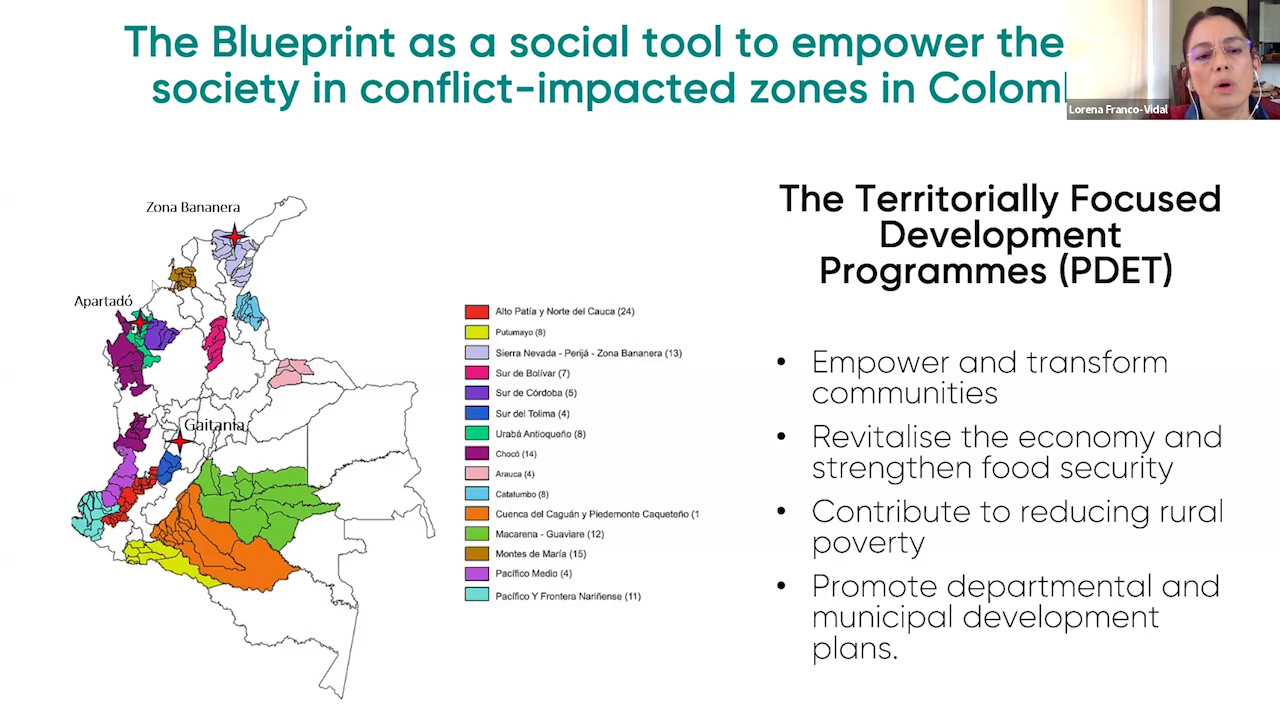 The Blueprint as a social tool to empower the
society in conflict-impacted zones in Colom
Lorena Franco-Vidal
Zona Bananera
Apartadó
Gaitania
Alto Patía y Norte del Cauca (24)
Putumayo (8)
Sierra Nevada - Perijá - Zona Bananera (13)
Sur de Bolívar (7)
Sur de Córdoba (5)
Sur del Tolima (4)
Urabá Antioqueño (8)
Chocó (14)
Arauca (4)
Catatumbo (8)
Cuenca del Caguán y Piedemonte Caqueteño (1
Macarena - Guaviare (12)
Montes de María (15)
Pacífico Medio (4)
Pacífico Y Frontera Nariñense (11)
The Territorially Focused
Development
Programmes (PDET)
• Empower and transform
communities
• Revitalise the economy and
strengthen food security
• Contribute to reducing rural
poverty
• Promote departmental and
municipal development
plans.